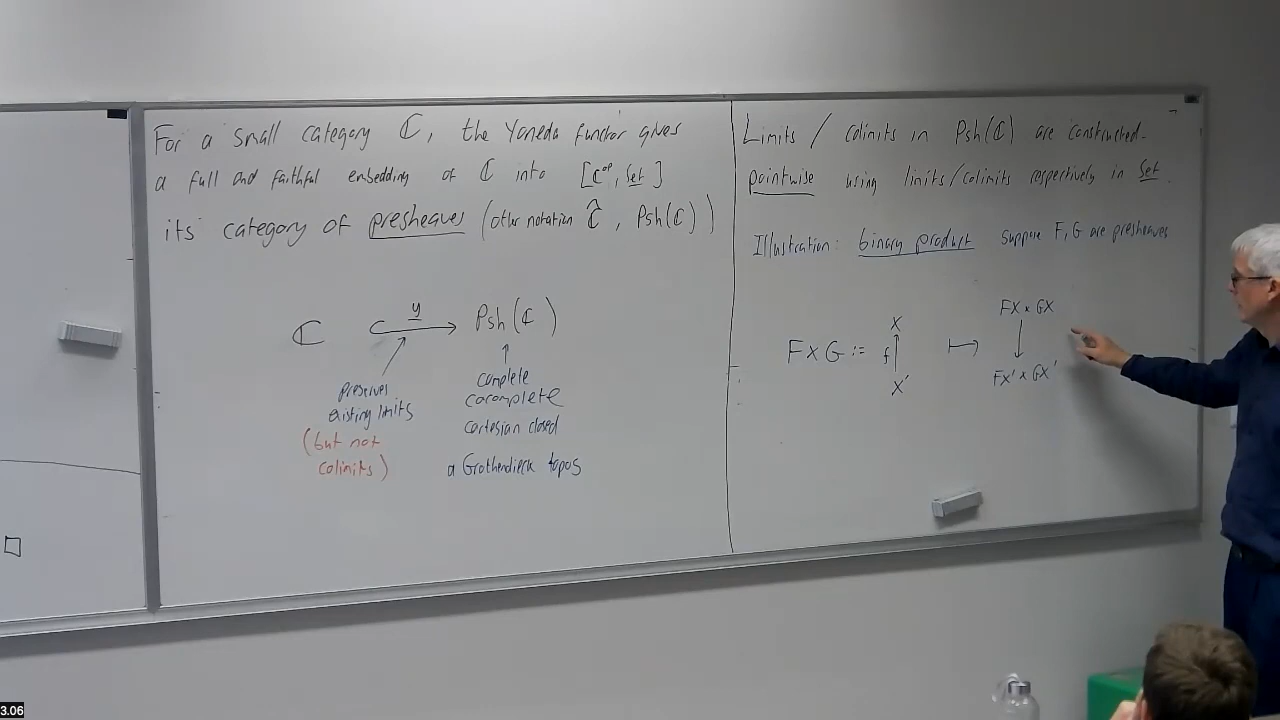 For a small category ℂ, the Yoneda functor gives
a full and faithful embedding of ℂ into [ℂᵒᵖ, Set]
its category of presheaves (other notation ℂ̂, Psh(ℂ))
ℂ y Psh(ℂ)
preserves
existing limits
(but not
colimits)
complete
cocomplete
cartesian closed
a Grothendieck topos
Limits / colimits in Psh(ℂ) are constructed
pointwise using limits/colimits respectively in Set.
Illustration: binary product suppose F, G are presheaves
F×G := f X X' ↦ FX × GX
FX' × GX'
3.06